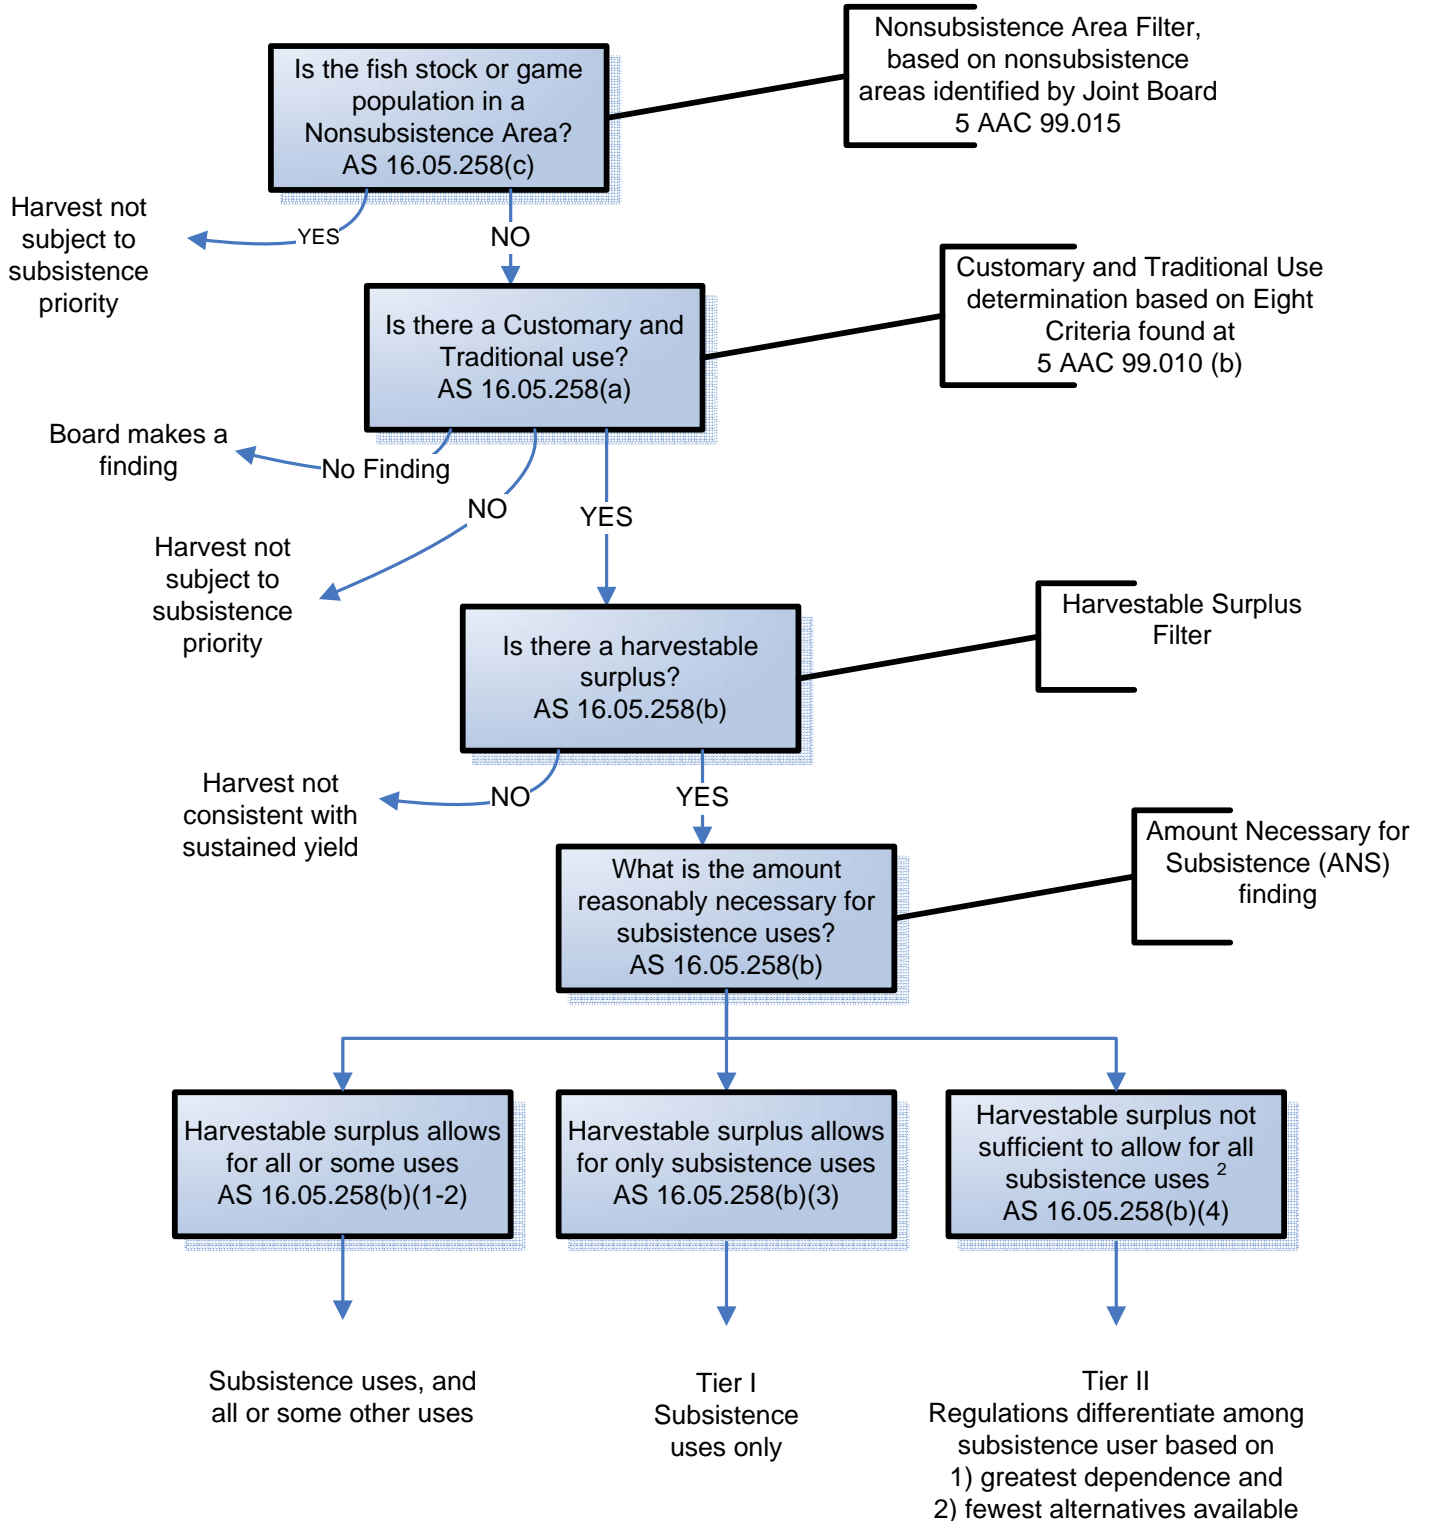 Is the fish stock or game
population in a
Nonsubsistence Area?
AS 16.05.258(c)
Nonsubsistence Area Filter,
based on nonsubsistence
areas identified by Joint Board
5 AAC 99.015
YES
NO
Harvest not
subject to
subsistence
priority
Is there a Customary and
Traditional use?
AS 16.05.258(a)
Customary and Traditional Use
determination based on Eight
Criteria found at
5 AAC 99.010 (b)
Board makes a
finding
No Finding
NO
YES
Harvest not
subject to
subsistence
priority
Is there a harvestable
surplus?
AS 16.05.258(b)
Harvestable Surplus
Filter
Harvest not
consistent with
sustained yield
NO
YES
What is the amount
reasonably necessary for
subsistence uses?
AS 16.05.258(b)
Amount Necessary for
Subsistence (ANS)
finding
Harvestable surplus allows
for all or some uses
AS 16.05.258(b)(1-2)
Harvestable surplus allows
for only subsistence uses
AS 16.05.258(b)(3)
Harvestable surplus not
sufficient to allow for all
subsistence uses 2
AS 16.05.258(b)(4)
Subsistence uses, and
all or some other uses
Tier I
Subsistence
uses only
Tier II
Regulations differentiate among
subsistence user based on
1) greatest dependence and
2) fewest alternatives available